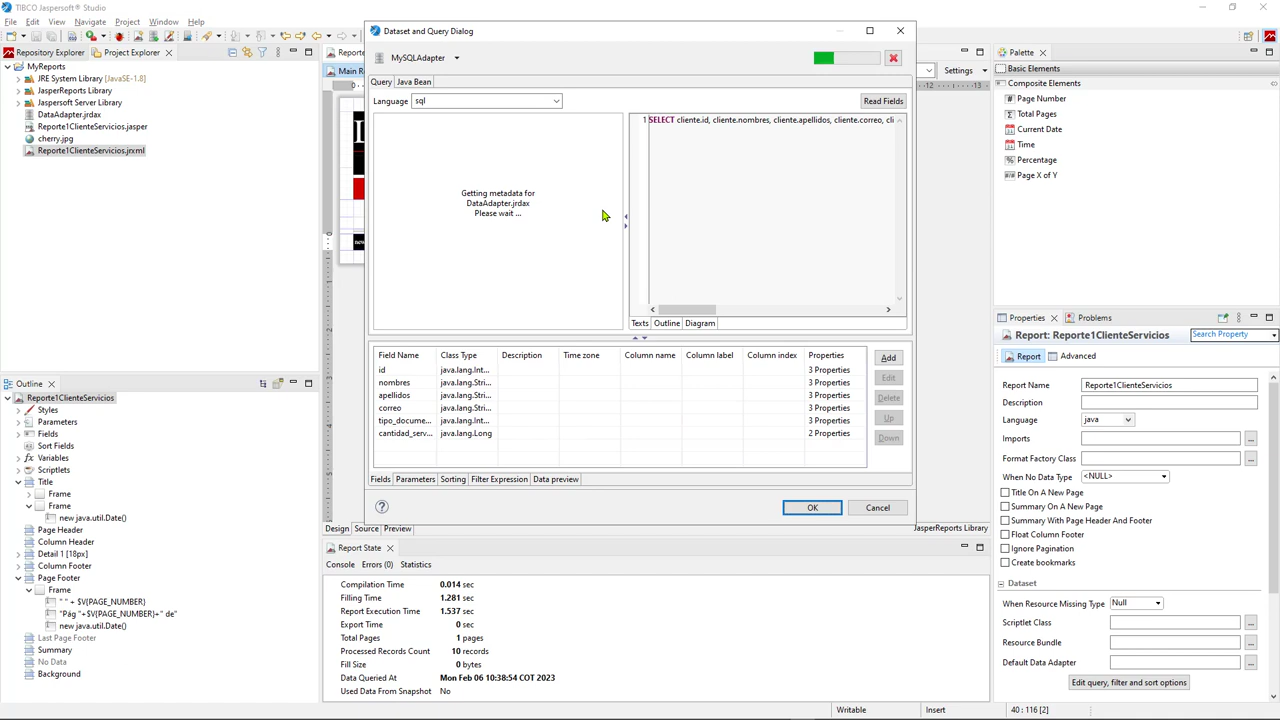 TIBCO Jaspersoft® Studio
File Edit View Navigate Project Window Help
Repository Explorer Project Explorer
MyReports
JRE System Library [JavaSE-1.8]
JasperReports Library
Jaspersoft Server Library
DataAdapter.jrdax
Reporte1ClienteServicios.jasper
cherry.jpg
Reporte1ClienteServicios.jrxml
Outline
Reporte1ClienteServicios
Styles
Parameters
Fields
Sort Fields
Variables
Scriptlets
Title
Frame
Frame
new java.util.Date()
Page Header
Column Header
Detail 1 [18px]
Column Footer
Page Footer
Frame
" " + $V{PAGE_NUMBER}
"Pág "+$V{PAGE_NUMBER}+" de"
new java.util.Date()
Last Page Footer
Summary
No Data
Background
Main R
Settings
Dataset and Query Dialog
MySQLAdapter
Query Java Bean
Language sql
Read Fields
Getting metadata for
DataAdapter.jrdax
Please wait ...
1 SELECT cliente.id, cliente.nombres, cliente.apellidos, cliente.correo, cli
Texts Outline Diagram
Field Name Class Type Description Time zone Column name Column label Column index Properties
id java.lang.Int... 3 Properties
nombres java.lang.Stri... 3 Properties
apellidos java.lang.Stri... 3 Properties
correo java.lang.Stri... 3 Properties
tipo_docume... java.lang.Int... 3 Properties
cantidad_serv... java.lang.Long 2 Properties
Add
Edit
Delete
Up
Down
Fields Parameters Sorting Filter Expression Data preview
OK Cancel
Design Source Preview
JasperReports Library
Report State
Console Errors (0) Statistics
Compilation Time 0.014 sec
Filling Time 1.281 sec
Report Execution Time 1.537 sec
Export Time 0 sec
Total Pages 1 pages
Processed Records Count 10 records
Fill Size 0 bytes
Data Queried At Mon Feb 06 10:38:54 COT 2023
Used Data From Snapshot No
Palette
Basic Elements
Composite Elements
Page Number
Total Pages
Current Date
Time
Percentage
Page X of Y
Properties Problems
Report: Reporte1ClienteServicios
Search Property
Report Advanced
Report Name Reporte1ClienteServicios
Description
Language java
Imports
Format Factory Class
When No Data Type <NULL>
Title On A New Page
Summary On A New Page
Summary With Page Header And Footer
Float Column Footer
Ignore Pagination
Create bookmarks
Dataset
When Resource Missing Type Null
Scriptlet Class
Resource Bundle
Default Data Adapter
Edit query, filter and sort options
Writable Insert 40 : 116 [2]